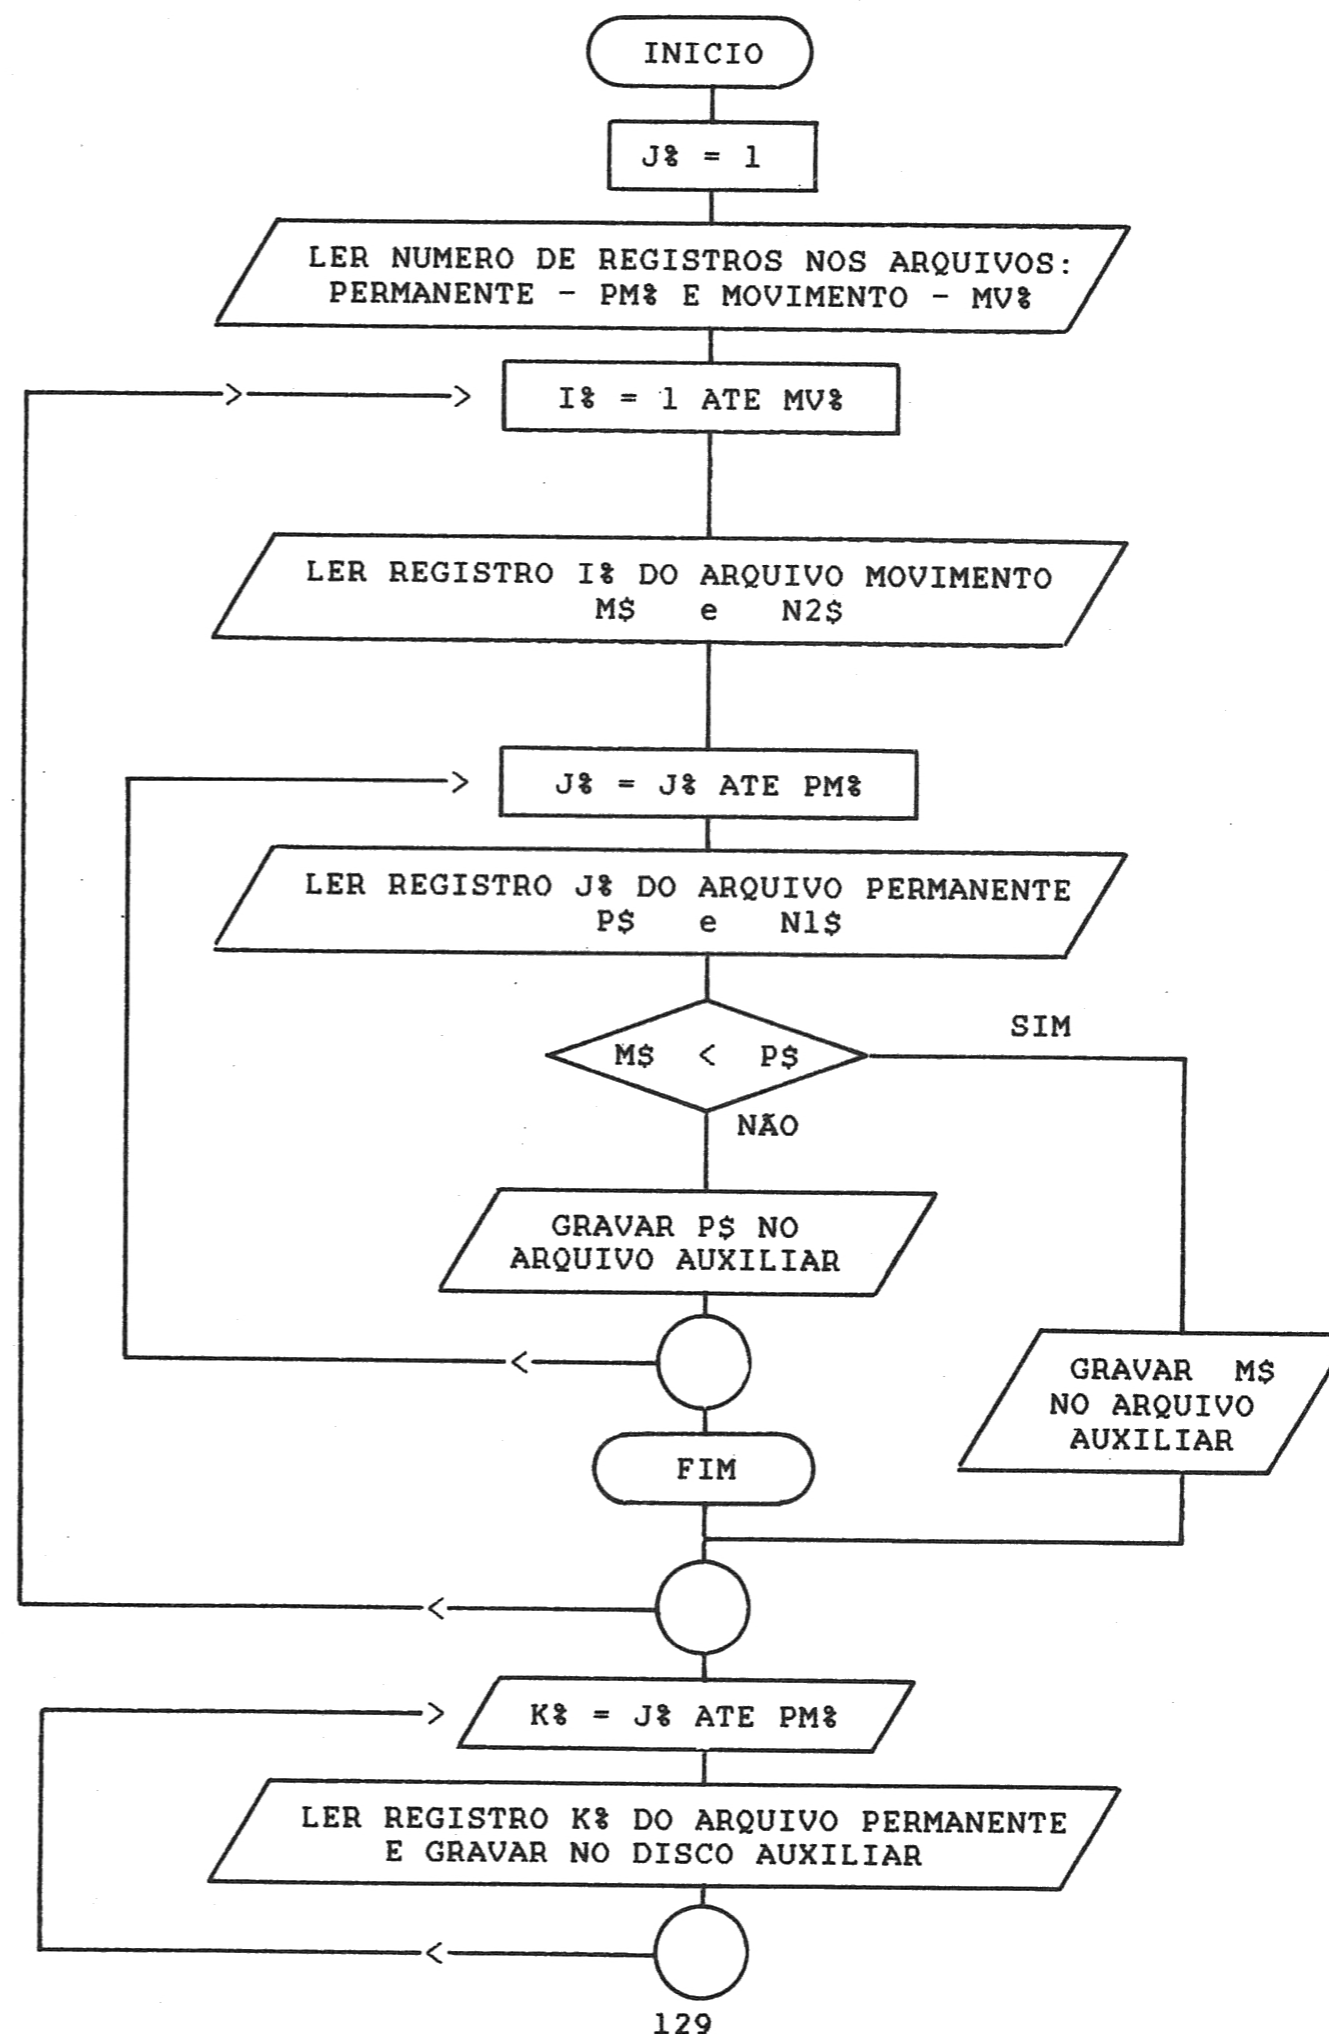 INICIO
J% = 1
LER NUMERO DE REGISTROS NOS ARQUIVOS:
PERMANENTE - PM% E MOVIMENTO - MV%
I% = 1 ATE MV%
LER REGISTRO I% DO ARQUIVO MOVIMENTO
M$ e N2$
J% = J% ATE PM%
LER REGISTRO J% DO ARQUIVO PERMANENTE
P$ e N1$
SIM
M$ < P$
NÃO
GRAVAR P$ NO
ARQUIVO AUXILIAR
GRAVAR M$
NO ARQUIVO
AUXILIAR
FIM
K% = J% ATE PM%
LER REGISTRO K% DO ARQUIVO PERMANENTE
E GRAVAR NO DISCO AUXILIAR
129